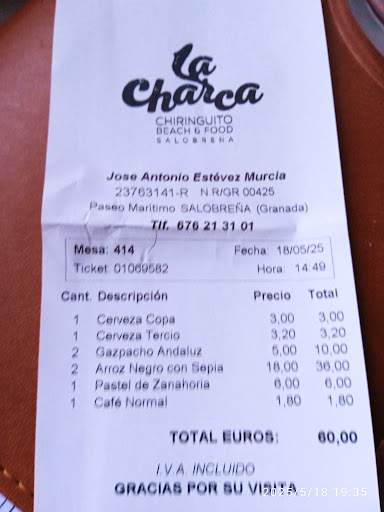 La
Charca
CHIRINGUITO
BEACH & FOOD
SALOBREÑA
Jose Antonio Estévez Murcia
23763141-R N.R/GR 00425
Paseo Maritimo SALOBREÑA (Granada)
Tlf. 676 21 31 01
Mesa: 414 Fecha: 18/05/25
Ticket: 01069582 Hora: 14:49
Cant. Descripción Precio Total
1 Cerveza Copa 3,00 3,00
1 Cerveza Tercio 3,20 3,20
2 Gazpacho Andaluz 5,00 10,00
2 Arroz Negro con Sepia 18,00 36,00
1 Pastel de Zanahoria 6,00 6,00
1 Café Normal 1,80 1,80
TOTAL EUROS: 60,00
I.V.A. INCLUIDO
GRACIAS POR SU VISITA
2025/5/18 19:35